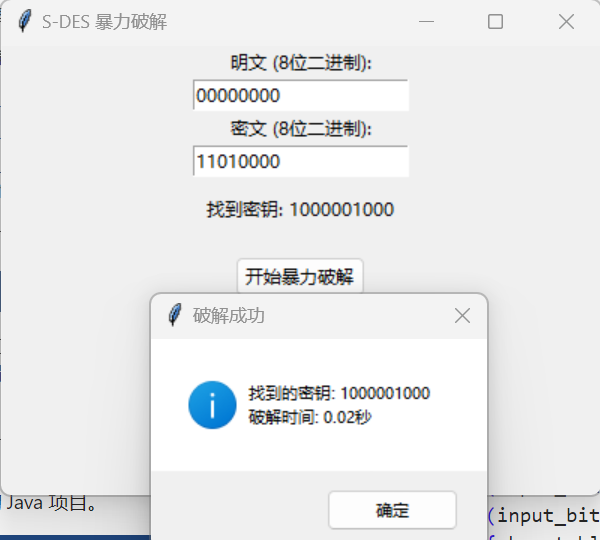 S-DES 暴力破解
明文 (8位二进制):
00000000
密文 (8位二进制):
11010000
找到密钥: 1000001000
开始暴力破解
破解成功
找到的密钥: 1000001000
破解时间: 0.02秒
确定
Java 项目。
(input_bit